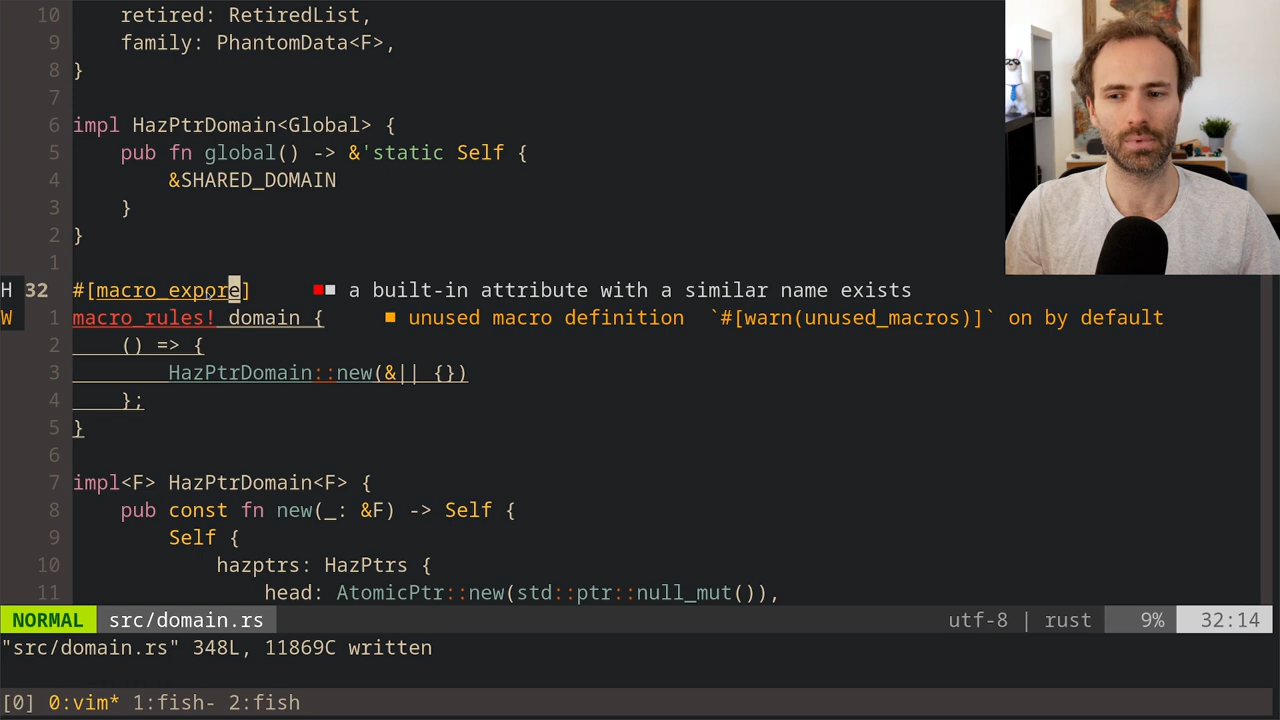 10     retired: RetiredList,
9     family: PhantomData<F>,
8 }
7
6 impl HazPtrDomain<Global> {
5     pub fn global() -> &'static Self {
4         &SHARED_DOMAIN
3     }
2 }
1
H 32 #[macro_expore]     a built-in attribute with a similar name exists
W 1 macro_rules! domain {     unused macro definition  `#[warn(unused_macros)]` on by default
2     () => {
3         HazPtrDomain::new(&|| {})
4     };
5 }
6
7 impl<F> HazPtrDomain<F> {
8     pub const fn new(_: &F) -> Self {
9         Self {
10             hazptrs: HazPtrs {
11                 head: AtomicPtr::new(std::ptr::null_mut()),
NORMAL src/domain.rs utf-8 | rust 9% 32:14
"src/domain.rs" 348L, 11869C written
[0] 0:vim* 1:fish- 2:fish